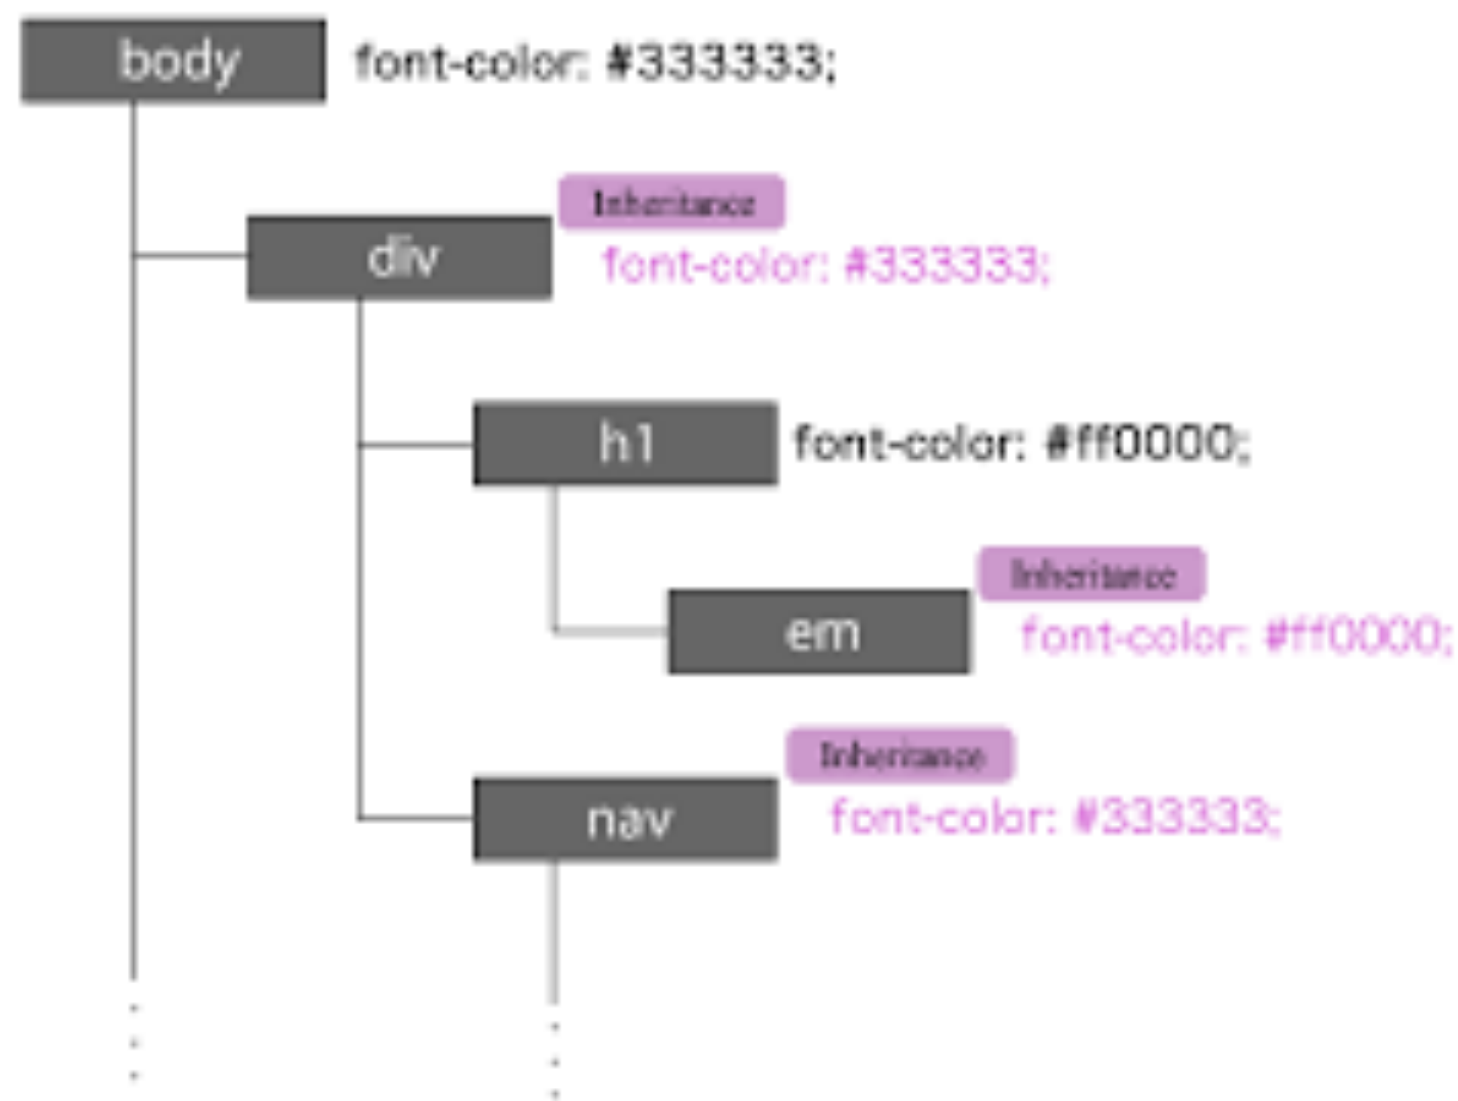 body font-color: #333333;
Inheritance
div font-color: #333333;
h1 font-color: #ff0000;
Inheritance
em font-color: #ff0000;
Inheritance
nav font-color: #333333;